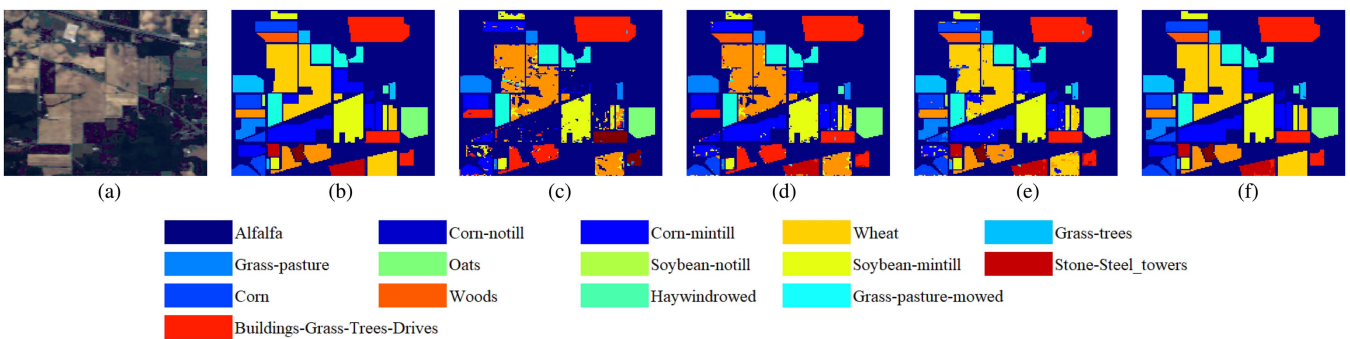 (a) (b) (c) (d) (e) (f)
Alfalfa Corn-notill Corn-mintill Wheat Grass-trees
Grass-pasture Oats Soybean-notill Soybean-mintill Stone-Steel_towers
Corn Woods Haywindrowed Grass-pasture-mowed
Buildings-Grass-Trees-Drives